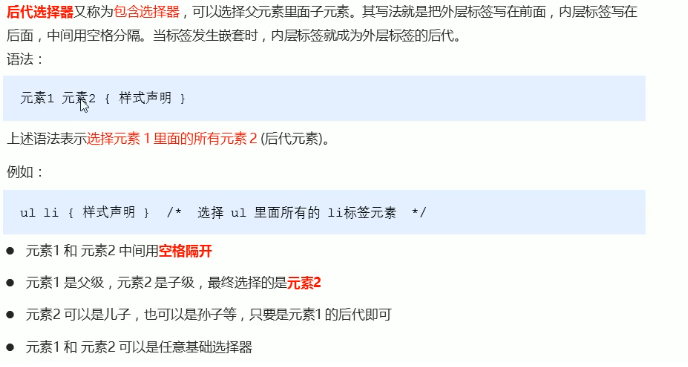 后代选择器又称为包含选择器，可以选择父元素里面子元素。其写法就是把外层标签写在前面，内层标签写在
后面，中间用空格分隔。当标签发生嵌套时，内层标签就成为外层标签的后代。
语法：
元素1 元素2 { 样式声明 }
上述语法表示选择元素 1 里面的所有元素 2 (后代元素)。
例如：
ul li { 样式声明 } /* 选择 ul 里面所有的 li标签元素 */
● 元素1 和 元素2 中间用空格隔开
● 元素1 是父级，元素2 是子级，最终选择的是元素2
● 元素2 可以是儿子，也可以是孙子等，只要是元素1 的后代即可
● 元素1 和 元素2 可以是任意基础选择器